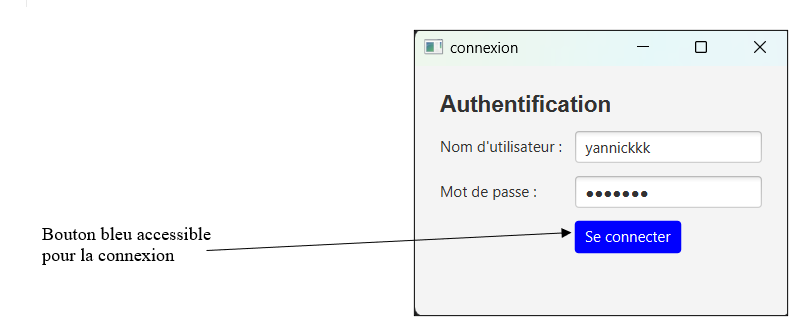 connexion
Authentification
Nom d'utilisateur :
yannickkk
Mot de passe :
•••••••
Bouton bleu accessible
pour la connexion
Se connecter